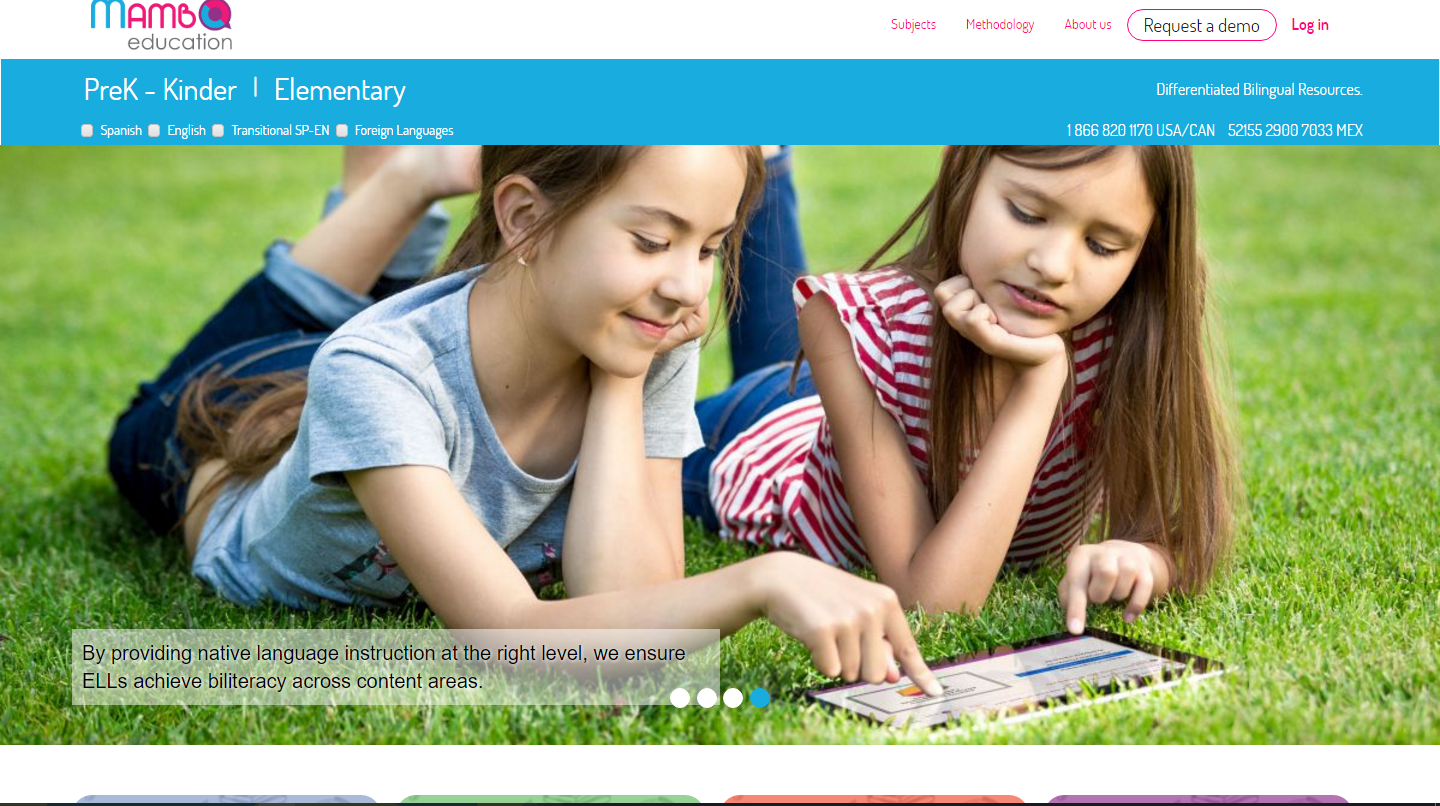 mamba
education
Subjects Methodology About us Request a demo Log in
PreK - Kinder | Elementary
Differentiated Bilingual Resources.
Spanish English Transitional SP-EN Foreign Languages
1 866 820 1170 USA/CAN 52155 2900 7033 MEX
By providing native language instruction at the right level, we ensure
ELLs achieve biliteracy across content areas.